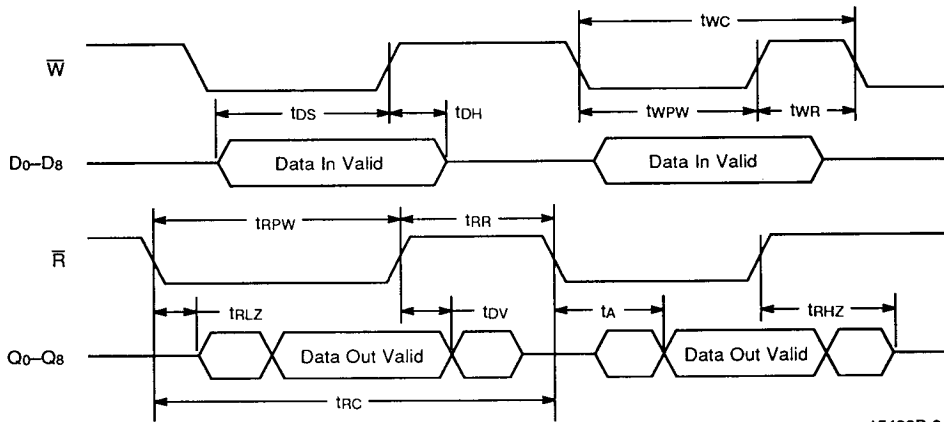 tWC
W̅
tDS
tDH
tWPW
tWR
D0–D8
Data In Valid
Data In Valid
tRPW
tRR
R̅
tRLZ
tDV
tA
tRHZ
Q0–Q8
Data Out Valid
Data Out Valid
tRC